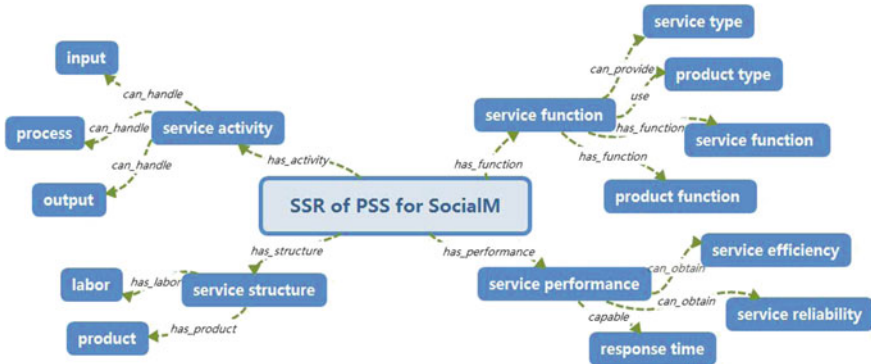 service type
input
can_provide
can_handle
product type
use
process
can_handle
service activity
service function
has_function
service function
can_handle
has_activity
has_function
has_function
output
product function
SSR of PSS for SocialM
has_structure
has_performance
service efficiency
can_obtain
labor
has_labor
service structure
service performance
can_obtain
service reliability
product
has_product
capable
response time